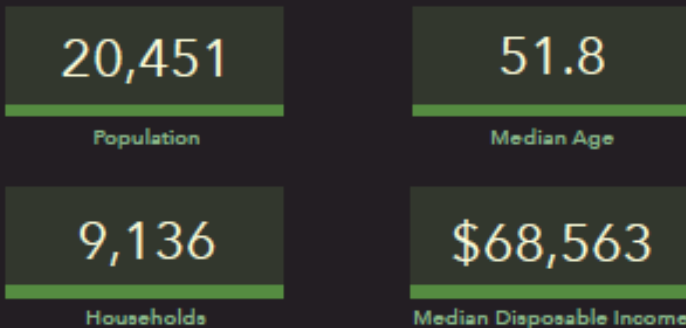 20,451
Population
51.8
Median Age
9,136
Households
$68,563
Median Disposable Income